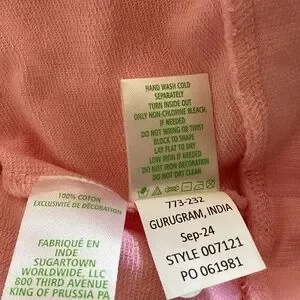 HAND WASH COLD
SEPARATELY
TURN INSIDE OUT
ONLY NON-CHLORINE BLEACH,
IF NEEDED
DO NOT WRING OR TWIST
BLOCK TO SHAPE
LAY FLAT TO DRY
LOW IRON IF NEEDED
DO NOT IRON DECORATION
DO NOT DRY CLEAN
100% COTON
EXCLUSIVITÉ DE DÉCORATION
FABRIQUÉ EN
INDE
SUGARTOWN
WORLDWIDE, LLC
800 THIRD AVENUE
KING OF PRUSSIA PA
773-232
GURUGRAM, INDIA
Sep-24
STYLE 007121
PO 061981